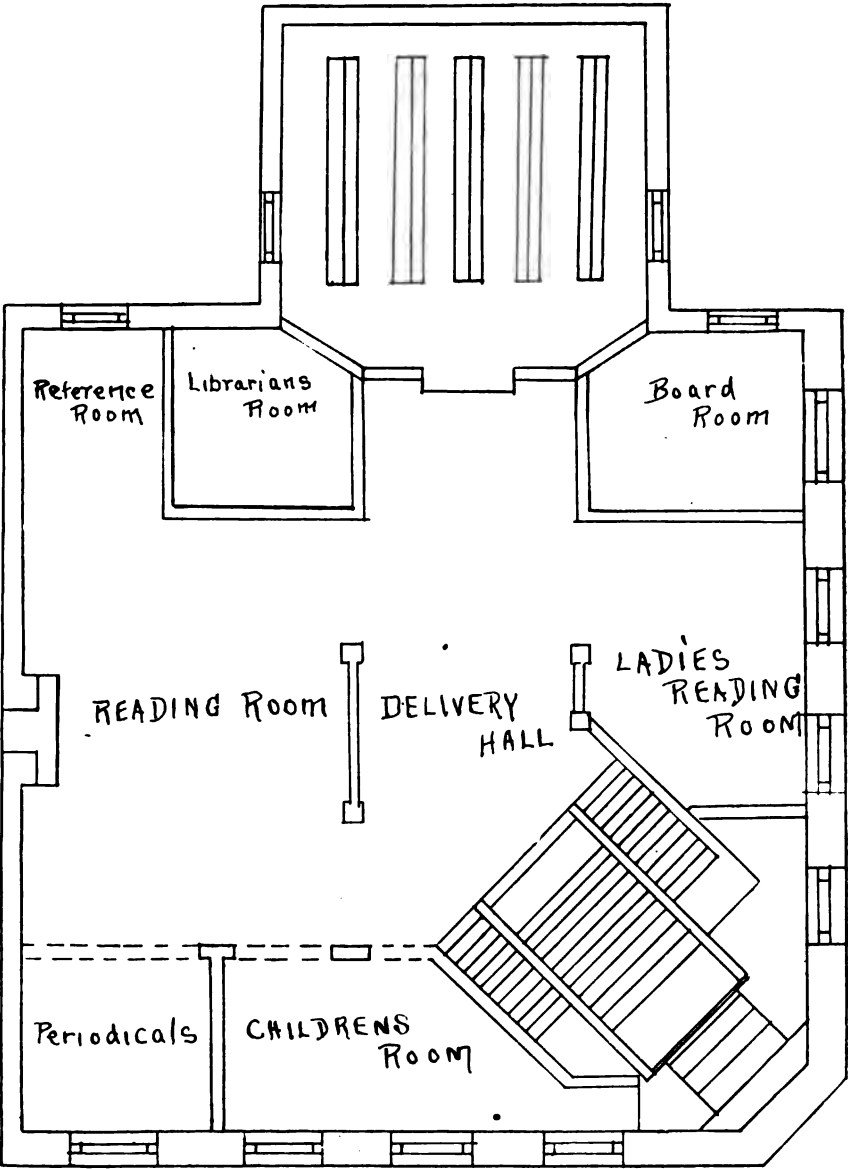 Reference
Room
Librarians
Room
Board
Room
READING ROOM
DELIVERY
HALL
LADIES
READING
ROOM
Periodicals
CHILDRENS
ROOM